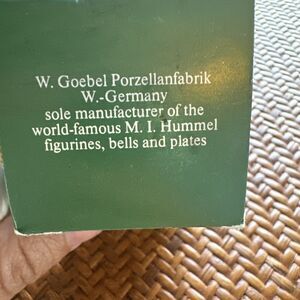 W. Goebel Porzellanfabrik
W.-Germany
sole manufacturer of the
world-famous M. I. Hummel
figurines, bells and plates